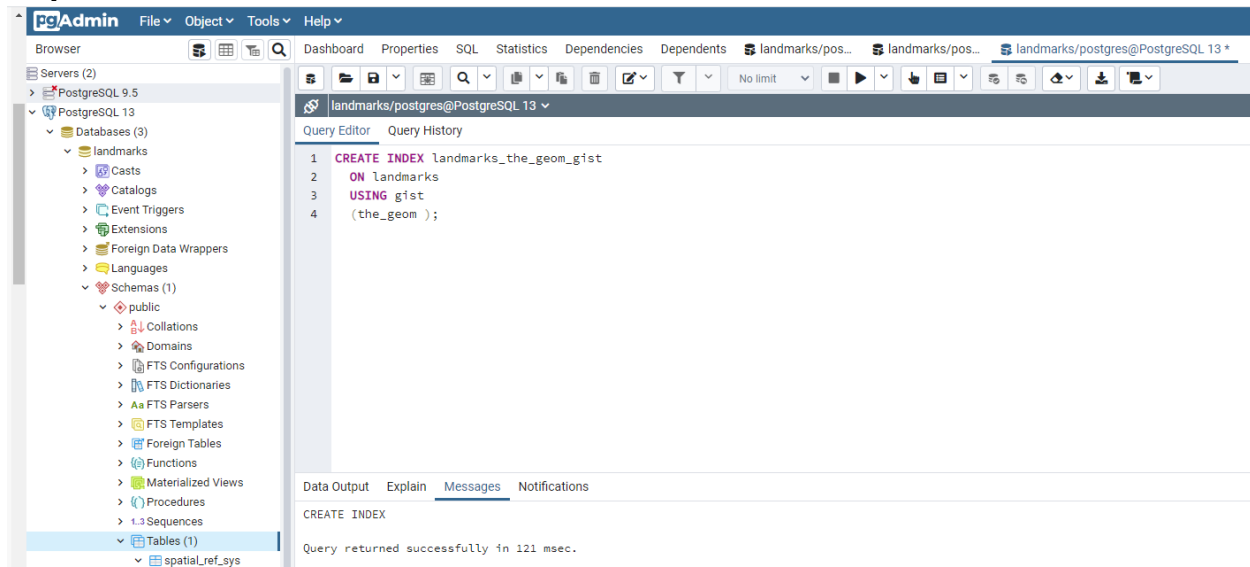 pgAdmin File Object Tools Help
Browser Dashboard Properties SQL Statistics Dependencies Dependents landmarks/pos... landmarks/pos... landmarks/postgres@PostgreSQL 13 *
Servers (2)
PostgreSQL 9.5
PostgreSQL 13
Databases (3)
landmarks
Casts
Catalogs
Event Triggers
Extensions
Foreign Data Wrappers
Languages
Schemas (1)
public
Collations
Domains
FTS Configurations
FTS Dictionaries
Aa FTS Parsers
FTS Templates
Foreign Tables
Functions
Materialized Views
Procedures
1..3 Sequences
Tables (1)
spatial_ref_sys
No limit
landmarks/postgres@PostgreSQL 13
Query Editor Query History
1 CREATE INDEX landmarks_the_geom_gist
2 ON landmarks
3 USING gist
4 (the_geom );
Data Output Explain Messages Notifications
CREATE INDEX
Query returned successfully in 121 msec.